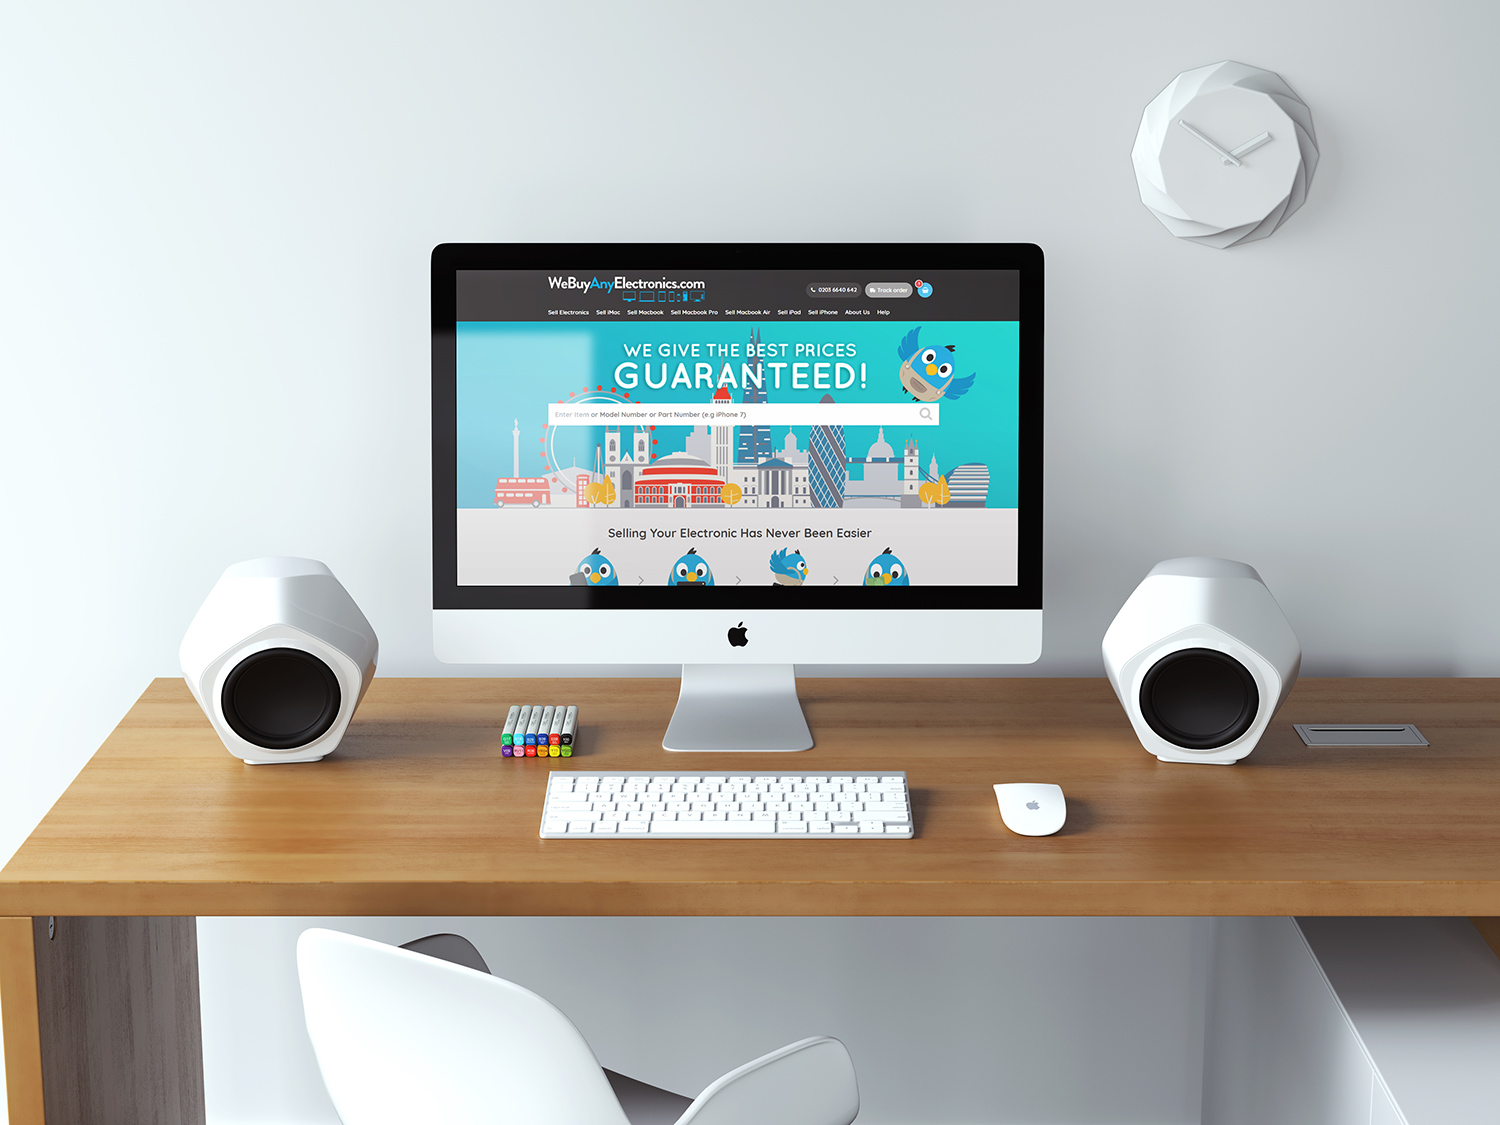 WeBuyAnyElectronics.com
0203 6640 642
Track order
Sell Electronics Sell iMac Sell Macbook Sell Macbook Pro Sell Macbook Air Sell iPad Sell iPhone About Us Help
WE GIVE THE BEST PRICES
GUARANTEED!
Enter Item or Model Number or Part Number (e.g iPhone 7)
Selling Your Electronic Has Never Been Easier